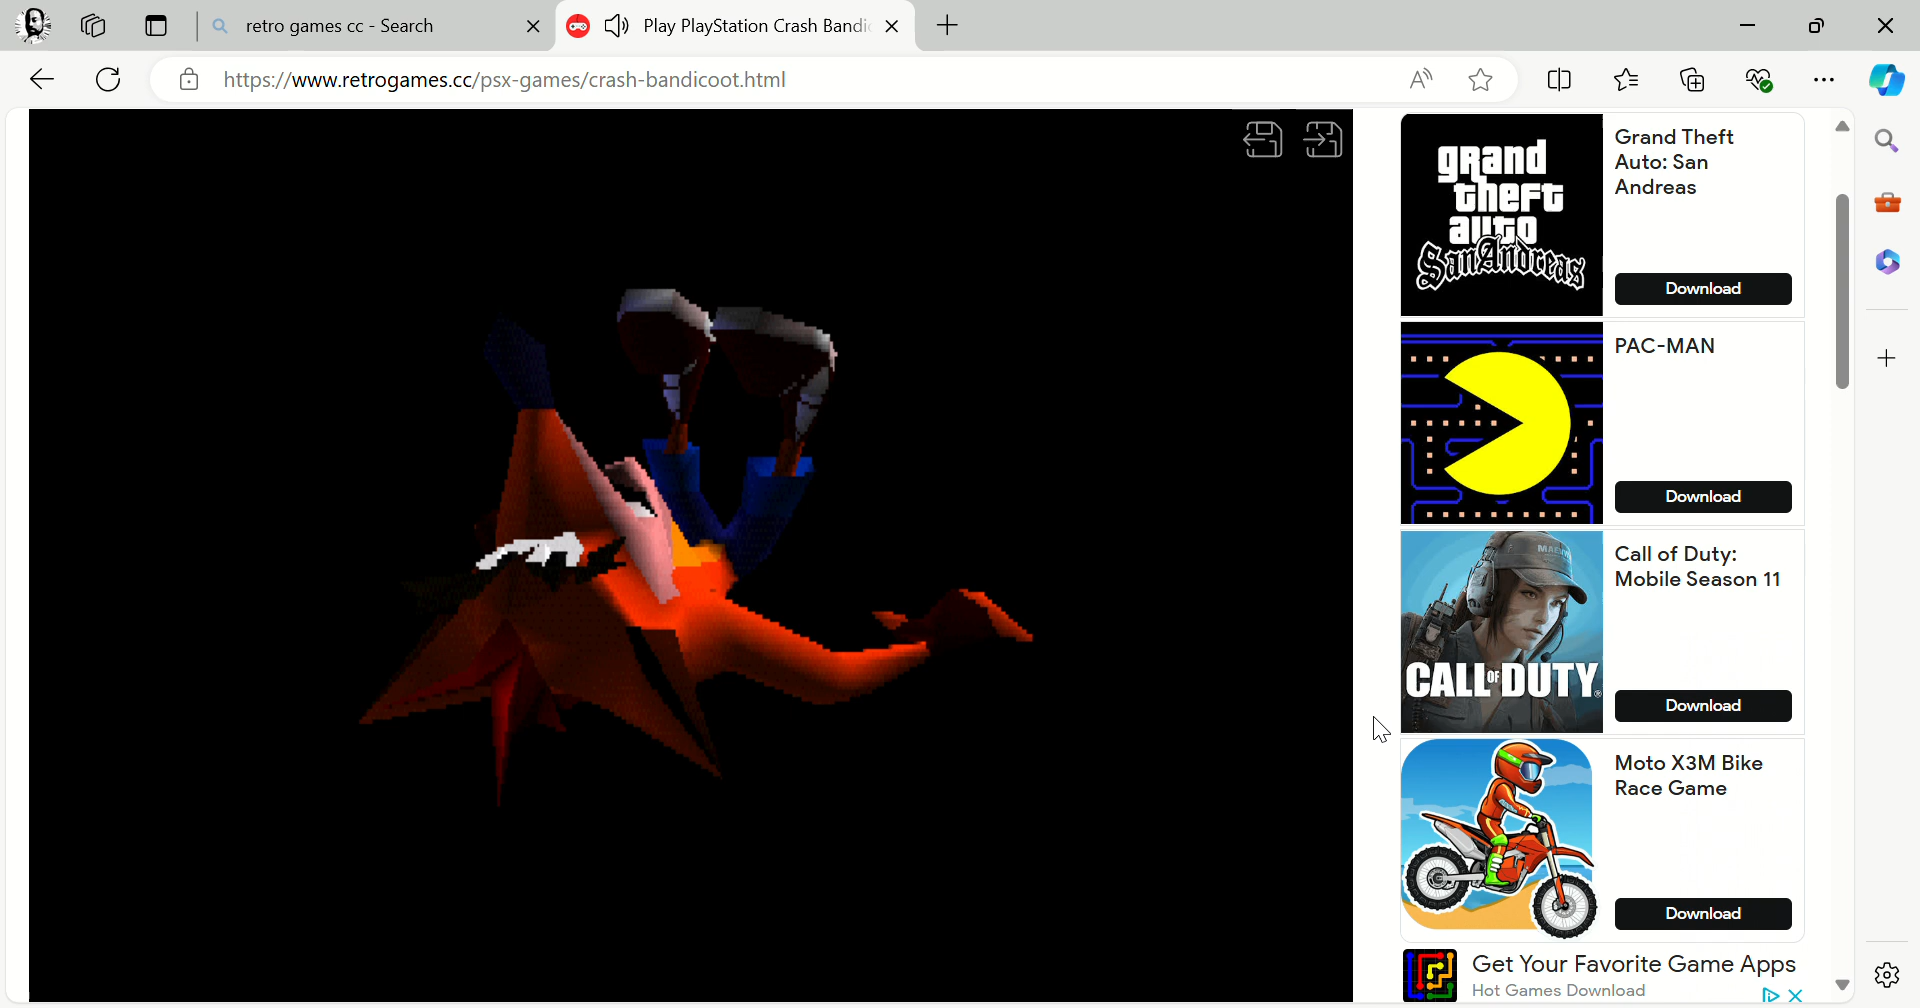 retro games cc - Search
Play PlayStation Crash Bandic
https://www.retrogames.cc/psx-games/crash-bandicoot.html
grand
theft
auto
San Andreas
Grand Theft
Auto: San
Andreas
Download
PAC-MAN
Download
CALL OF DUTY
Call of Duty:
Mobile Season 11
Download
Moto X3M Bike
Race Game
Download
Get Your Favorite Game Apps
Hot Games Download